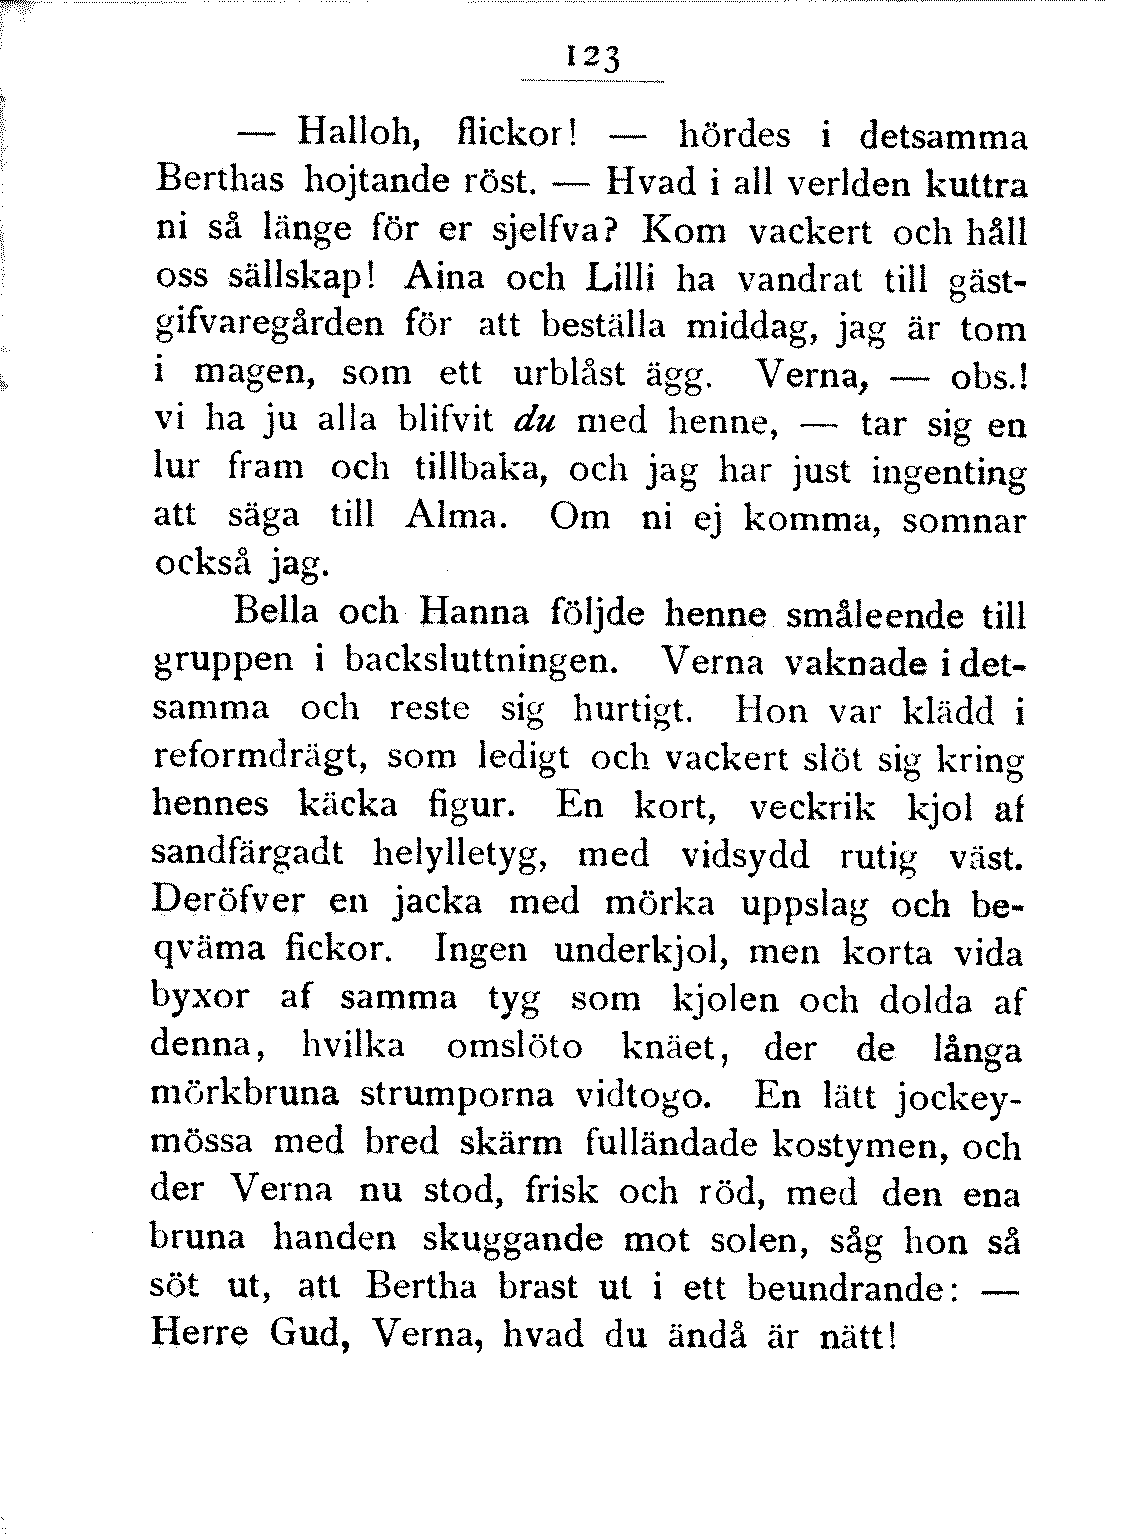 123
— Halloh, flickor! — hördes i detsamma
Berthas hojtande röst. — Hvad i all verlden kuttra
ni så länge för er sjelfva? Kom vackert och håll
oss sällskap! Aina och Lilli ha vandrat till gäst-
gifvaregården för att beställa middag, jag är tom
i magen, som ett urblåst ägg. Verna, — obs.!
vi ha ju alla blifvit du med henne, — tar sig en
lur fram och tillbaka, och jag har just ingenting
att säga till Alma. Om ni ej komma, somnar
också jag.
Bella och Hanna följde henne småleende till
gruppen i backsluttningen. Verna vaknade i det-
samma och reste sig hurtigt. Hon var klädd i
reformdrägt, som ledigt och vackert slöt sig kring
hennes käcka figur. En kort, veckrik kjol af
sandfärgadt helylletyg, med vidsydd rutig väst.
Deröfver en jacka med mörka uppslag och be-
qväma fickor. Ingen underkjol, men korta vida
byxor af samma tyg som kjolen och dolda af
denna, hvilka omslöto knäet, der de långa
mörkbruna strumporna vidtogo. En lätt jockey-
mössa med bred skärm fulländade kostymen, och
der Verna nu stod, frisk och röd, med den ena
bruna handen skuggande mot solen, såg hon så
söt ut, att Bertha brast ut i ett beundrande: —
Herre Gud, Verna, hvad du ändå är nätt!